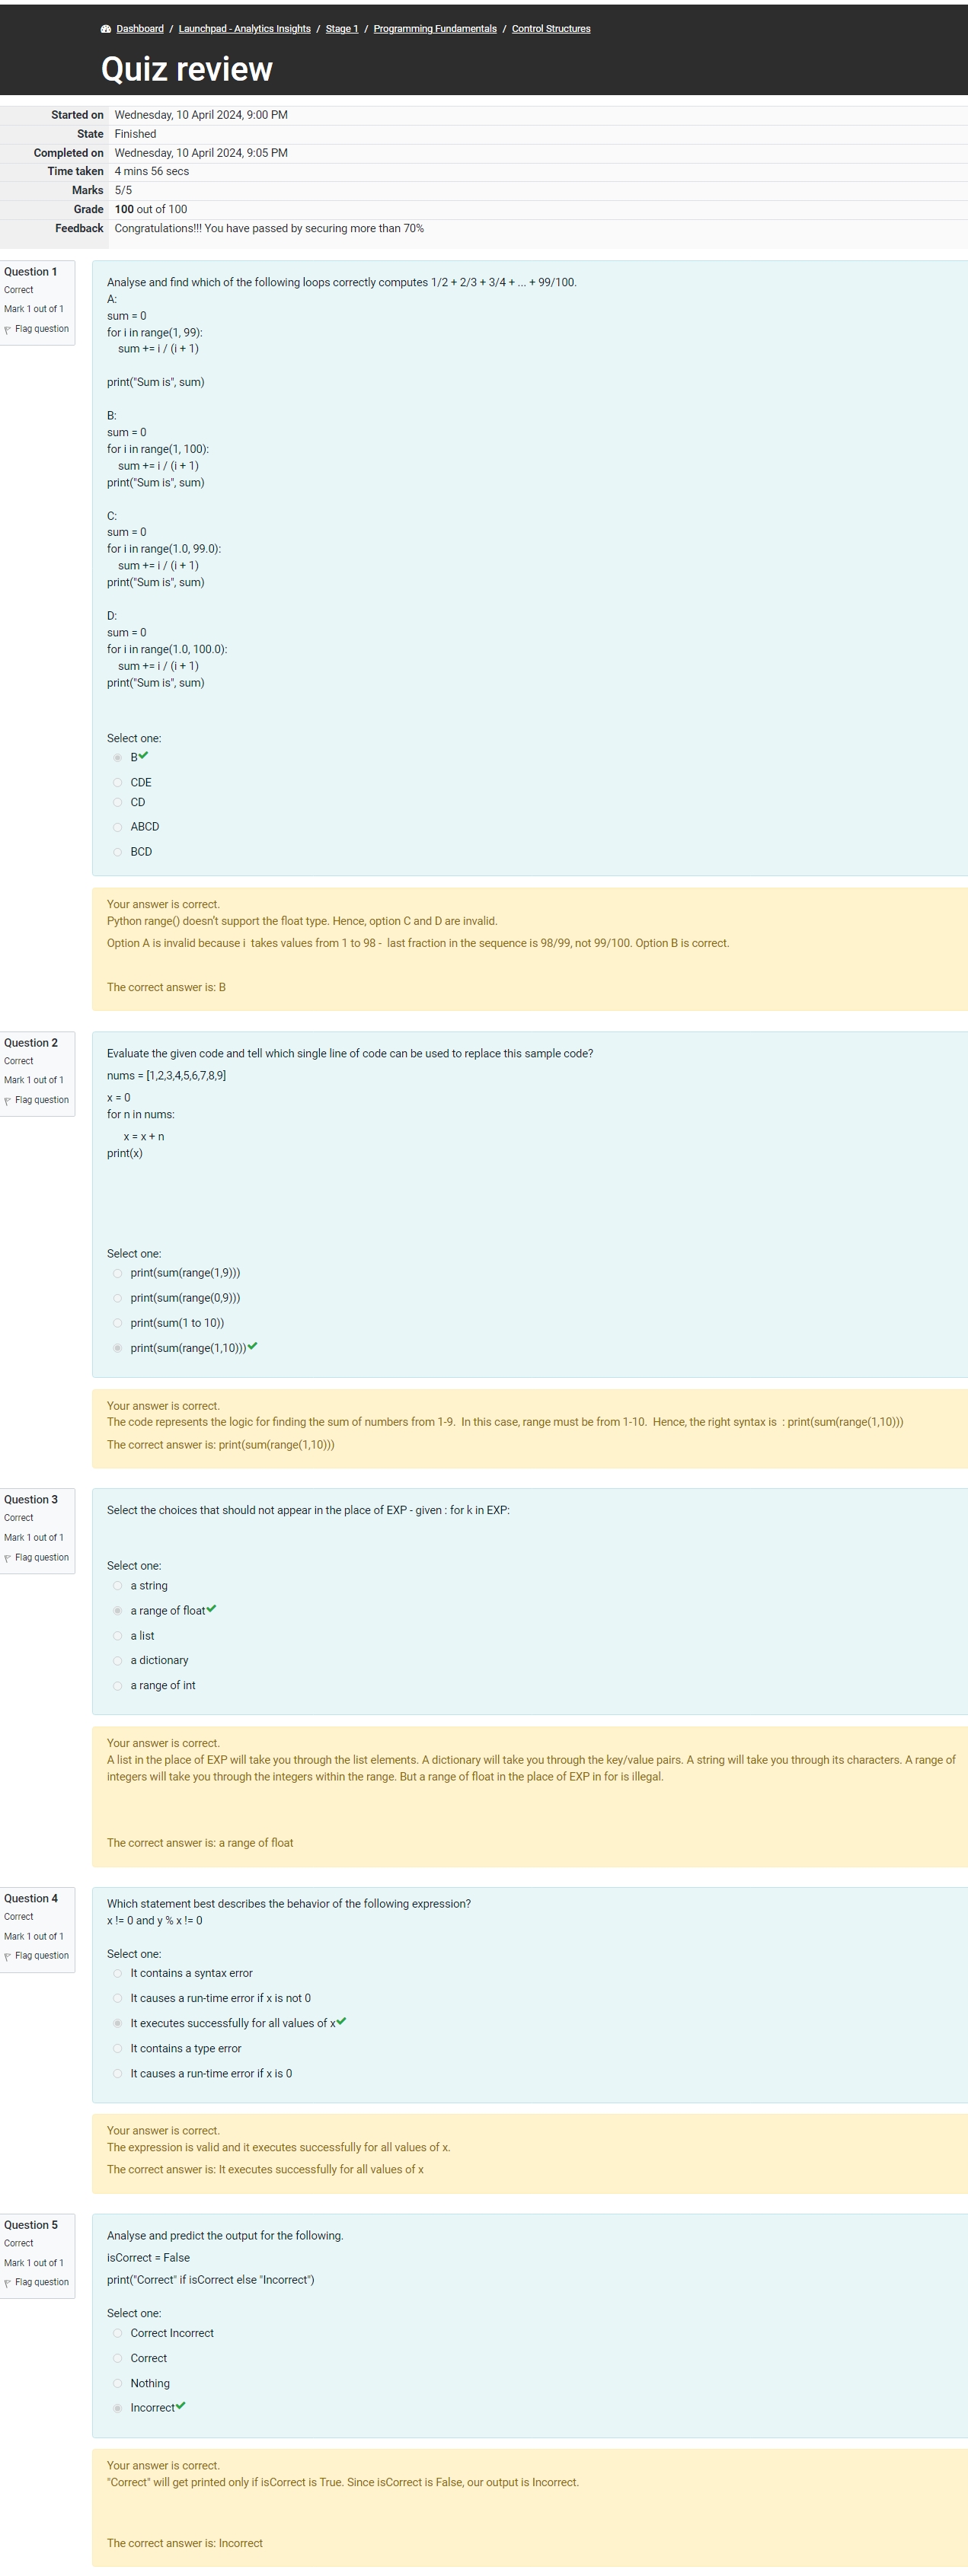 Dashboard / Launchpad - Analytics Insights / Stage 1 / Programming Fundamentals / Control Structures
Quiz review
Started on Wednesday, 10 April 2024, 9:00 PM
State Finished
Completed on Wednesday, 10 April 2024, 9:05 PM
Time taken 4 mins 56 secs
Marks 5/5
Grade 100 out of 100
Feedback Congratulations!!! You have passed by securing more than 70%
Question 1
Correct
Mark 1 out of 1
Flag question
Analyse and find which of the following loops correctly computes 1/2 + 2/3 + 3/4 + ... + 99/100.
A:
sum = 0
for i in range(1, 99):
sum += i / (i + 1)
print("Sum is", sum)
B:
sum = 0
for i in range(1, 100):
sum += i / (i + 1)
print("Sum is", sum)
C:
sum = 0
for i in range(1.0, 99.0):
sum += i / (i + 1)
print("Sum is", sum)
D:
sum = 0
for i in range(1.0, 100.0):
sum += i / (i + 1)
print("Sum is", sum)
Select one:
B
CDE
CD
ABCD
BCD
Your answer is correct.
Python range() doesn't support the float type. Hence, option C and D are invalid.
Option A is invalid because i takes values from 1 to 98 - last fraction in the sequence is 98/99, not 99/100. Option B is correct.
The correct answer is: B
Question 2
Correct
Mark 1 out of 1
Flag question
Evaluate the given code and tell which single line of code can be used to replace this sample code?
nums = [1,2,3,4,5,6,7,8,9]
x = 0
for n in nums:
x = x + n
print(x)
Select one:
print(sum(range(1,9)))
print(sum(range(0,9)))
print(sum(1 to 10))
print(sum(range(1,10)))
Your answer is correct.
The code represents the logic for finding the sum of numbers from 1-9. In this case, range must be from 1-10. Hence, the right syntax is : print(sum(range(1,10)))
The correct answer is: print(sum(range(1,10)))
Question 3
Correct
Mark 1 out of 1
Flag question
Select the choices that should not appear in the place of EXP - given : for k in EXP:
Select one:
a string
a range of float
a list
a dictionary
a range of int
Your answer is correct.
A list in the place of EXP will take you through the list elements. A dictionary will take you through the key/value pairs. A string will take you through its characters. A range of
integers will take you through the integers within the range. But a range of float in the place of EXP in for is illegal.
The correct answer is: a range of float
Question 4
Correct
Mark 1 out of 1
Flag question
Which statement best describes the behavior of the following expression?
x != 0 and y % x != 0
Select one:
It contains a syntax error
It causes a run-time error if x is not 0
It executes successfully for all values of x
It contains a type error
It causes a run-time error if x is 0
Your answer is correct.
The expression is valid and it executes successfully for all values of x.
The correct answer is: It executes successfully for all values of x
Question 5
Correct
Mark 1 out of 1
Flag question
Analyse and predict the output for the following.
isCorrect = False
print("Correct" if isCorrect else "Incorrect")
Select one:
Correct Incorrect
Correct
Nothing
Incorrect
Your answer is correct.
"Correct" will get printed only if isCorrect is True. Since isCorrect is False, our output is Incorrect.
The correct answer is: Incorrect